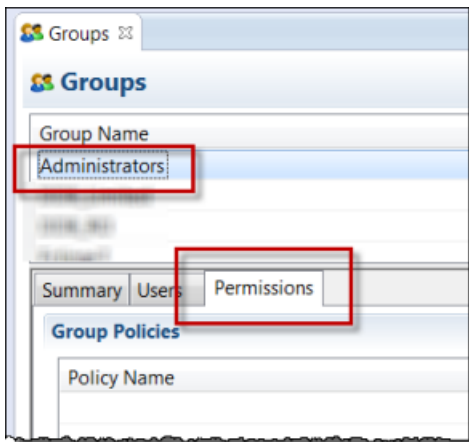 Groups
Groups
Group Name
Administrators
Summary Users Permissions
Group Policies
Policy Name